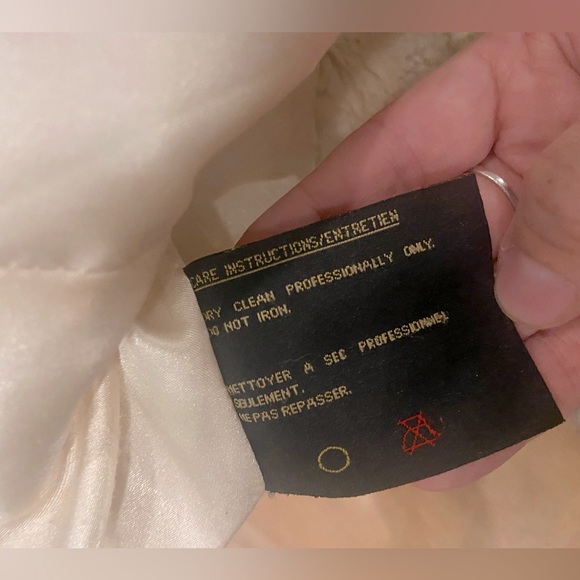 CARE INSTRUCTIONS/ENTRETIEN
DRY CLEAN PROFESSIONALLY ONLY.
DO NOT IRON.
NETTOYER A SEC PROFESSIONNEL
SEULEMENT.
NE PAS REPASSER.